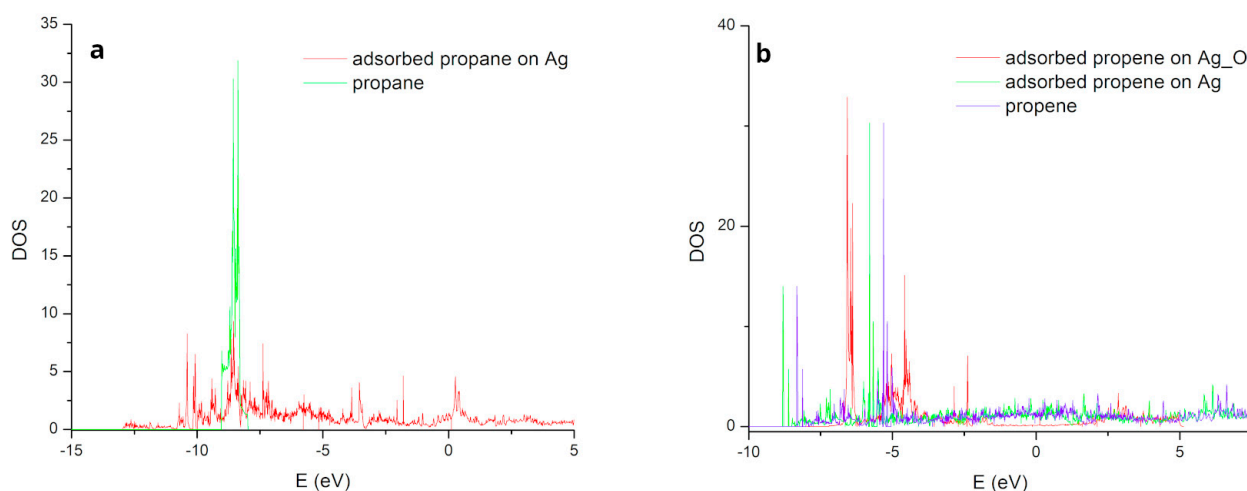 a
adsorbed propane on Ag
propane
35
30
25
20
15
10
5
0
DOS
-15
-10
-5
0
5
E (eV)
b
adsorbed propene on Ag_O
adsorbed propene on Ag
propene
40
20
0
DOS
-10
-5
0
5
E (eV)